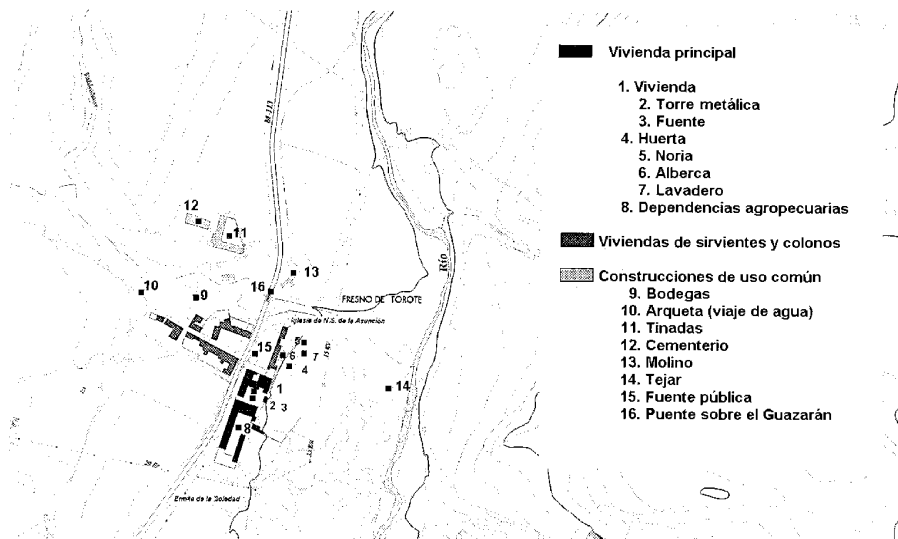 Vivienda principal
1. Vivienda
2. Torre metálica
3. Fuente
4. Huerta
5. Noria
6. Alberca
7. Lavadero
8. Dependencias agropecuarias
Viviendas de sirvientes y colonos
Construcciones de uso común
9. Bodegas
10. Arqueta (viaje de agua)
11. Tinadas
12. Cementerio
13. Molino
14. Tejar
15. Fuente pública
16. Puente sobre el Guazarán
12
11
13
10
9
16
Río
FRESNO DE TOROTE
Iglesia de N.S. de la Asunción
15
5
6
7
4
14
1
2
3
8
Ermita de la Soledad